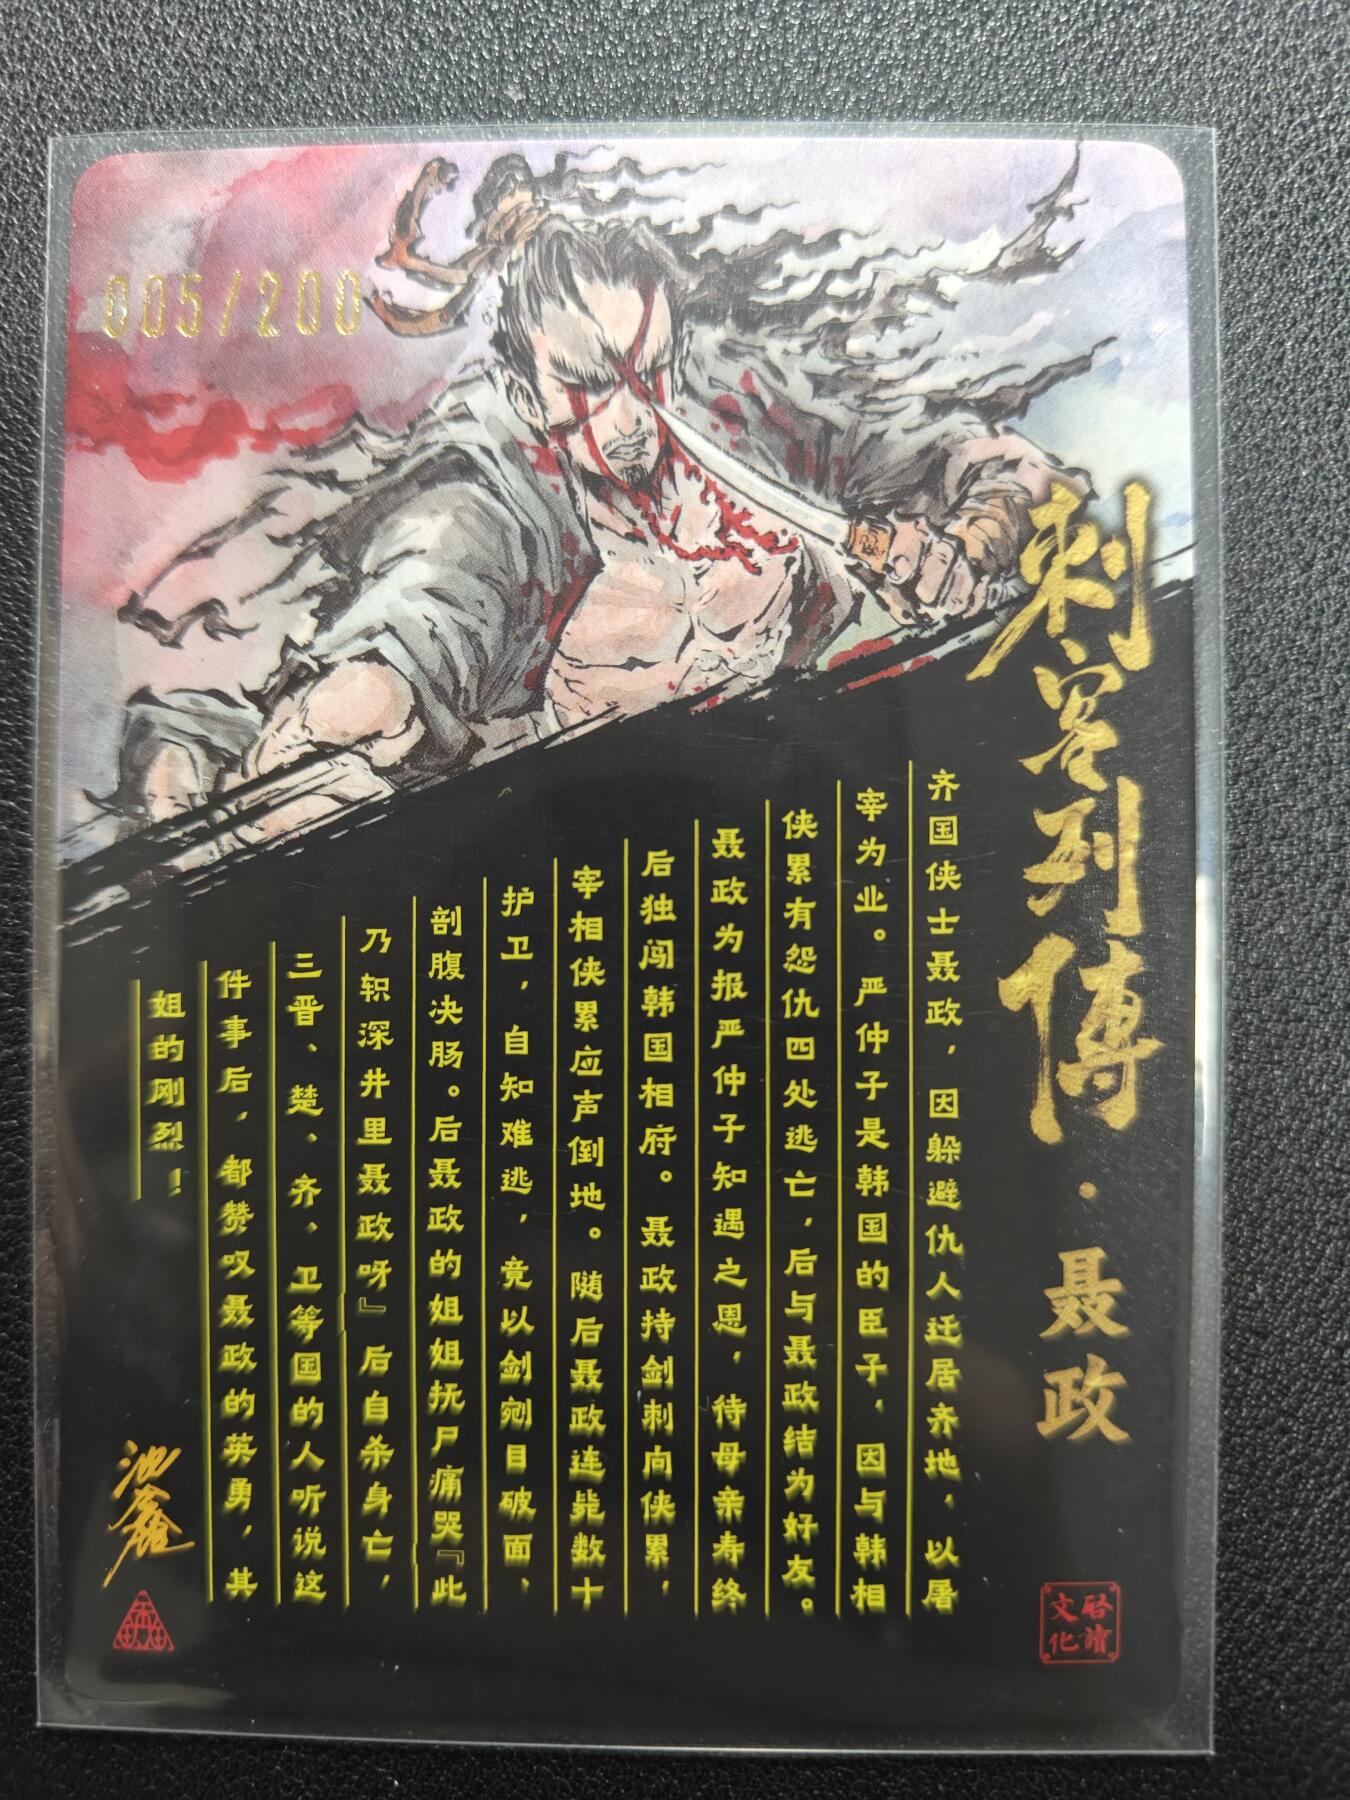 005/200
刺客列傳·聂政
齐国侠士聂政，因躲避仇人迁居齐地，以屠
宰为业。严仲子是韩国的臣子，因与韩相
侠累有怨仇四处逃亡，后与聂政结为好友。
聂政为报严仲子知遇之恩，待母亲寿终
后独闯韩国相府。聂政持剑刺向侠累，
宰相侠累应声倒地。随后聂政连毙数十
护卫，自知难逃，竟以剑剜目破面，
剖腹决肠。后聂政的姐姐抚尸痛哭『此
乃轵深井里聂政呀』后自杀身亡，
三晋、楚、齐、卫等国的人听说这
件事后，都赞叹聂政的英勇，其
姐的刚烈！
启讀
文化